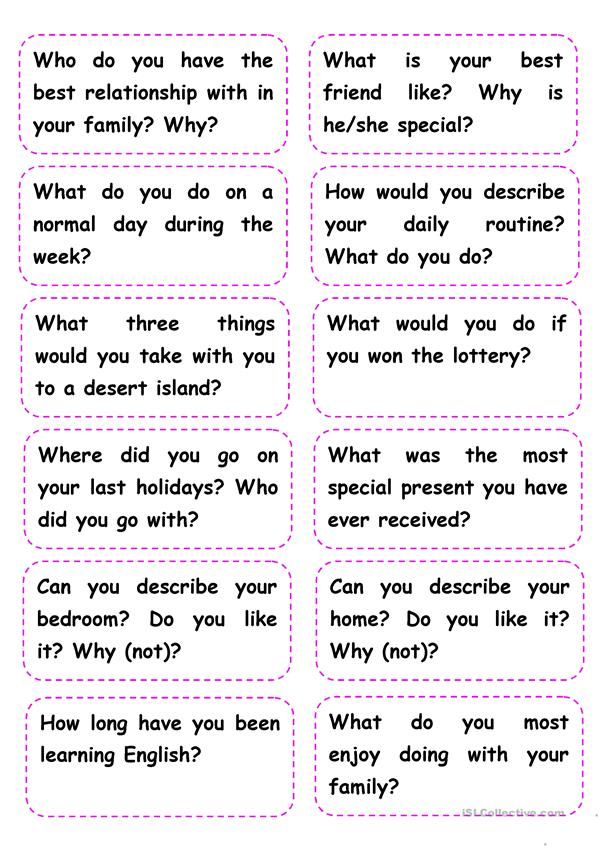 Who do you have the
best relationship with in
your family? Why?
What is your best
friend like? Why is
he/she special?
What do you do on a
normal day during the
week?
How would you describe
your daily routine?
What do you do?
What three things
would you take with you
to a desert island?
What would you do if
you won the lottery?
Where did you go on
your last holidays? Who
did you go with?
What was the most
special present you have
ever received?
Can you describe your
bedroom? Do you like
it? Why (not)?
Can you describe your
home? Do you like it?
Why (not)?
How long have you been
learning English?
What do you most
enjoy doing with your
family?
iSLCollective.com